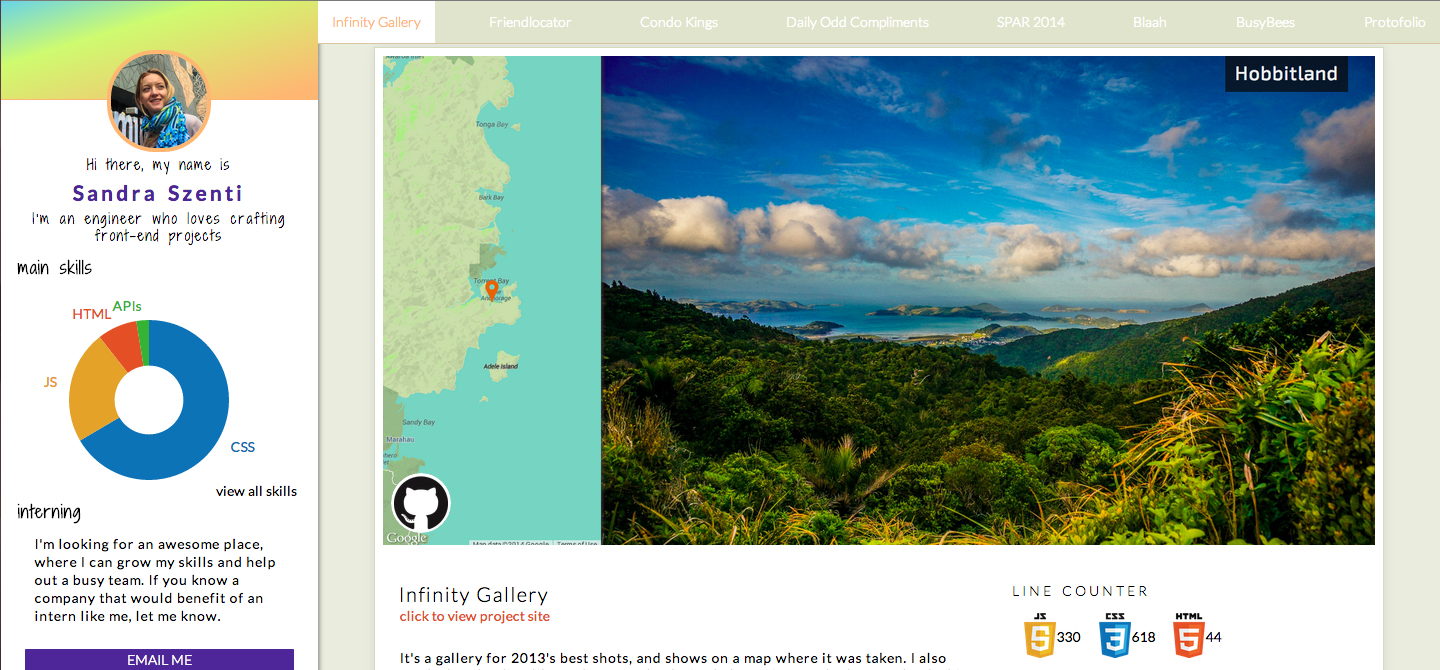 Infinity Gallery Friendlocator Condo Kings Daily Odd Compliments SPAR 2014 Blaah BusyBees Protofolio
Hi there, my name is
Sandra Szenti
I'm an engineer who loves crafting
front-end projects
main skills
HTML APIs
JS
CSS
view all skills
interning
I'm looking for an awesome place,
where I can grow my skills and help
out a busy team. If you know a
company that would benefit of an
intern like me, let me know.
EMAIL ME
Hobbitland
Tonga Bay
Bark Bay
Torrent Bay
Anchorage
Adele Island
Sandy Bay
Marahau
Google
Map data ©2014 Google Terms of Use
Infinity Gallery
click to view project site
It's a gallery for 2013's best shots, and shows on a map where it was taken. I also
LINE COUNTER
JS CSS HTML
5 330 3 618 5 44